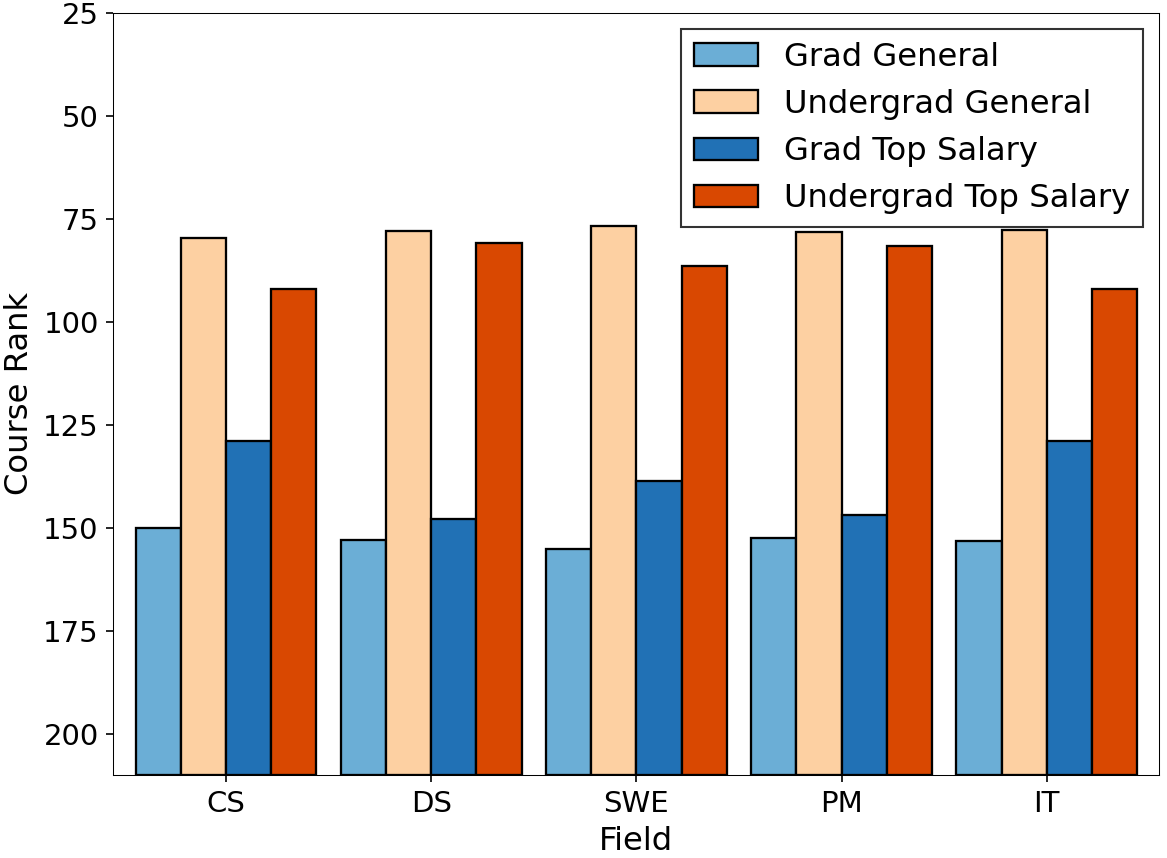 25
50
75
100
125
150
175
200
Course Rank
Grad General
Undergrad General
Grad Top Salary
Undergrad Top Salary
CS DS SWE PM IT
Field